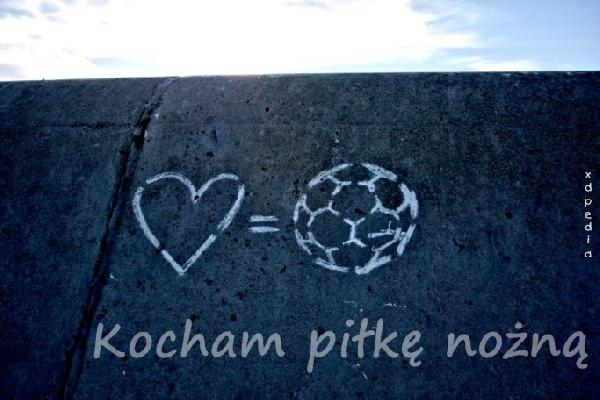 =
xdpedia
Kocham piłkę nożną